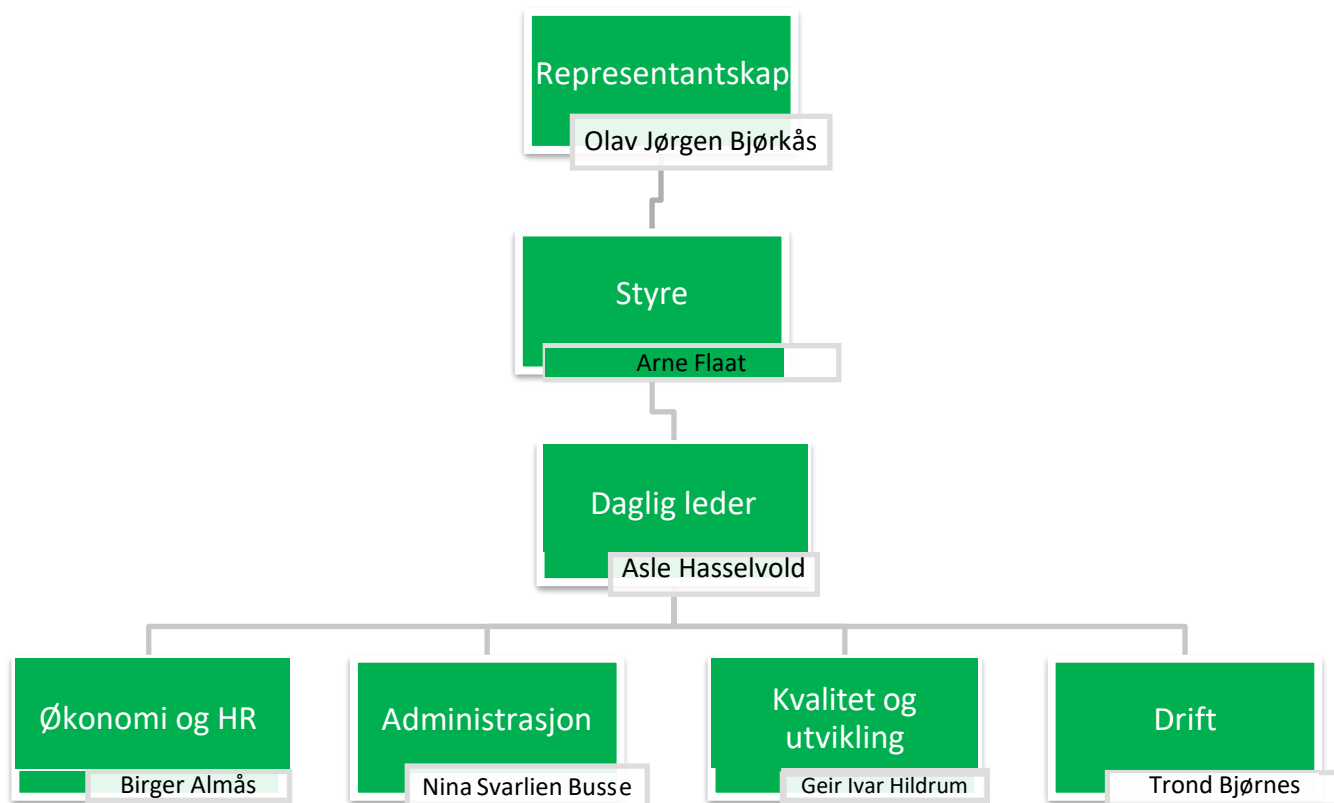 Representantskap
Olav Jørgen Bjørkås
Styre
Arne Flaat
Daglig leder
Asle Hasselvold
Økonomi og HR
Birger Almås
Administrasjon
Nina Svarlien Busse
Kvalitet og
utvikling
Geir Ivar Hildrum
Drift
Trond Bjørnes